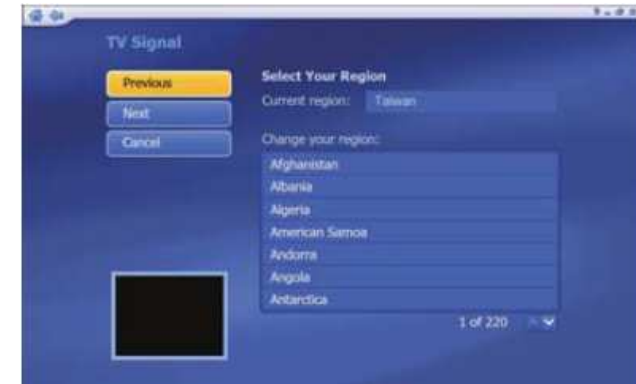 TV Signal
Previous
Next
Cancel
Select Your Region
Current region: Taiwan
Change your region:
Afghanistan
Albania
Algeria
American Samoa
Andorra
Angola
Antarctica
1 of 220